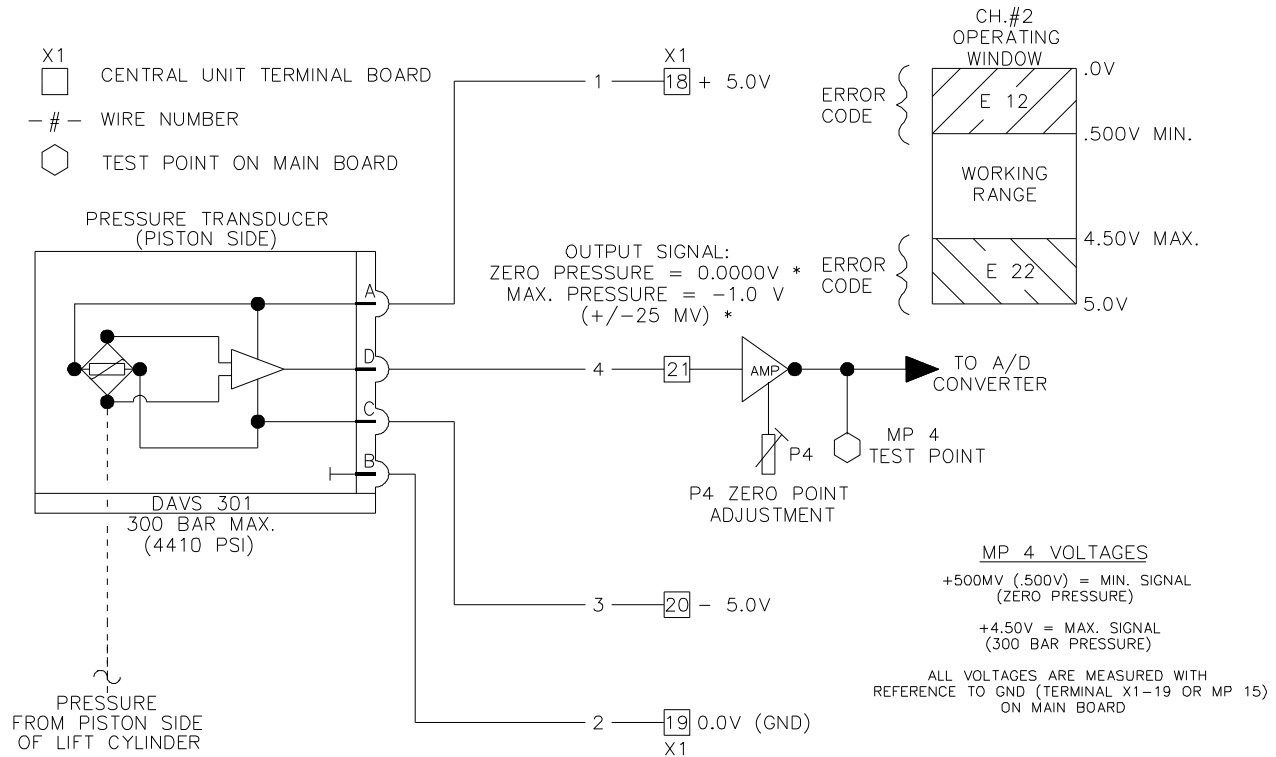 X1
CENTRAL UNIT TERMINAL BOARD
-#- WIRE NUMBER
TEST POINT ON MAIN BOARD
PRESSURE TRANSDUCER
(PISTON SIDE)
A
D
C
B
DAVS 301
300 BAR MAX.
(4410 PSI)
PRESSURE
FROM PISTON SIDE
OF LIFT CYLINDER
X1
1 18 + 5.0V
OUTPUT SIGNAL:
ZERO PRESSURE = 0.0000V *
MAX. PRESSURE = -1.0 V
(+/-25 MV) *
4 21
AMP
TO A/D
CONVERTER
P4
MP 4
TEST POINT
P4 ZERO POINT
ADJUSTMENT
3 20 - 5.0V
2 19 0.0V (GND)
X1
CH.#2
OPERATING
WINDOW
.0V
ERROR
CODE
E 12
.500V MIN.
WORKING
RANGE
4.50V MAX.
ERROR
CODE
E 22
5.0V
MP 4 VOLTAGES
+500MV (.500V) = MIN. SIGNAL
(ZERO PRESSURE)
+4.50V = MAX. SIGNAL
(300 BAR PRESSURE)
ALL VOLTAGES ARE MEASURED WITH
REFERENCE TO GND (TERMINAL X1-19 OR MP 15)
ON MAIN BOARD